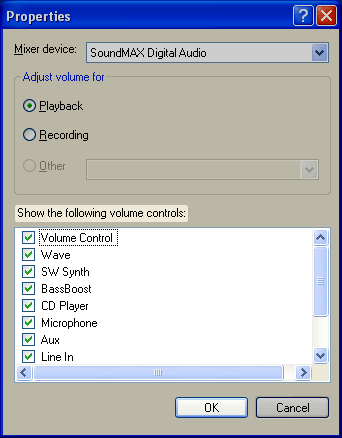 Properties
Mixer device: SoundMAX Digital Audio
Adjust volume for
Playback
Recording
Other
Show the following volume controls:
Volume Control
Wave
SW Synth
BassBoost
CD Player
Microphone
Aux
Line In
OK Cancel